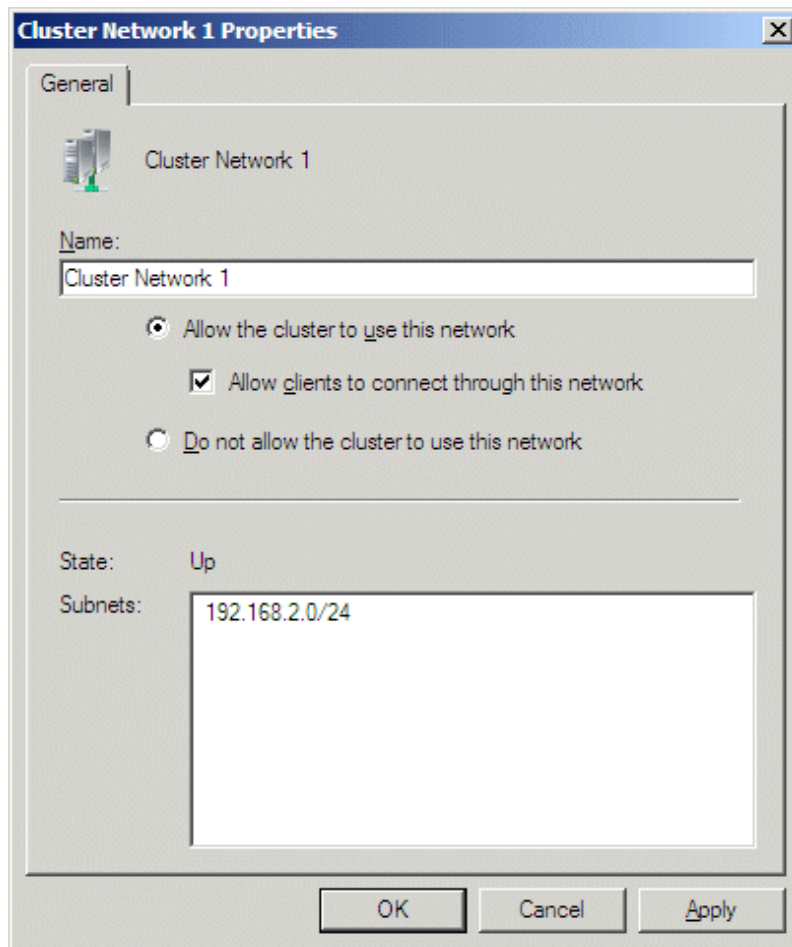 Cluster Network 1 Properties
General
Cluster Network 1
Name:
Cluster Network 1
Allow the cluster to use this network
Allow clients to connect through this network
Do not allow the cluster to use this network
State: Up
Subnets: 192.168.2.0/24
OK Cancel Apply